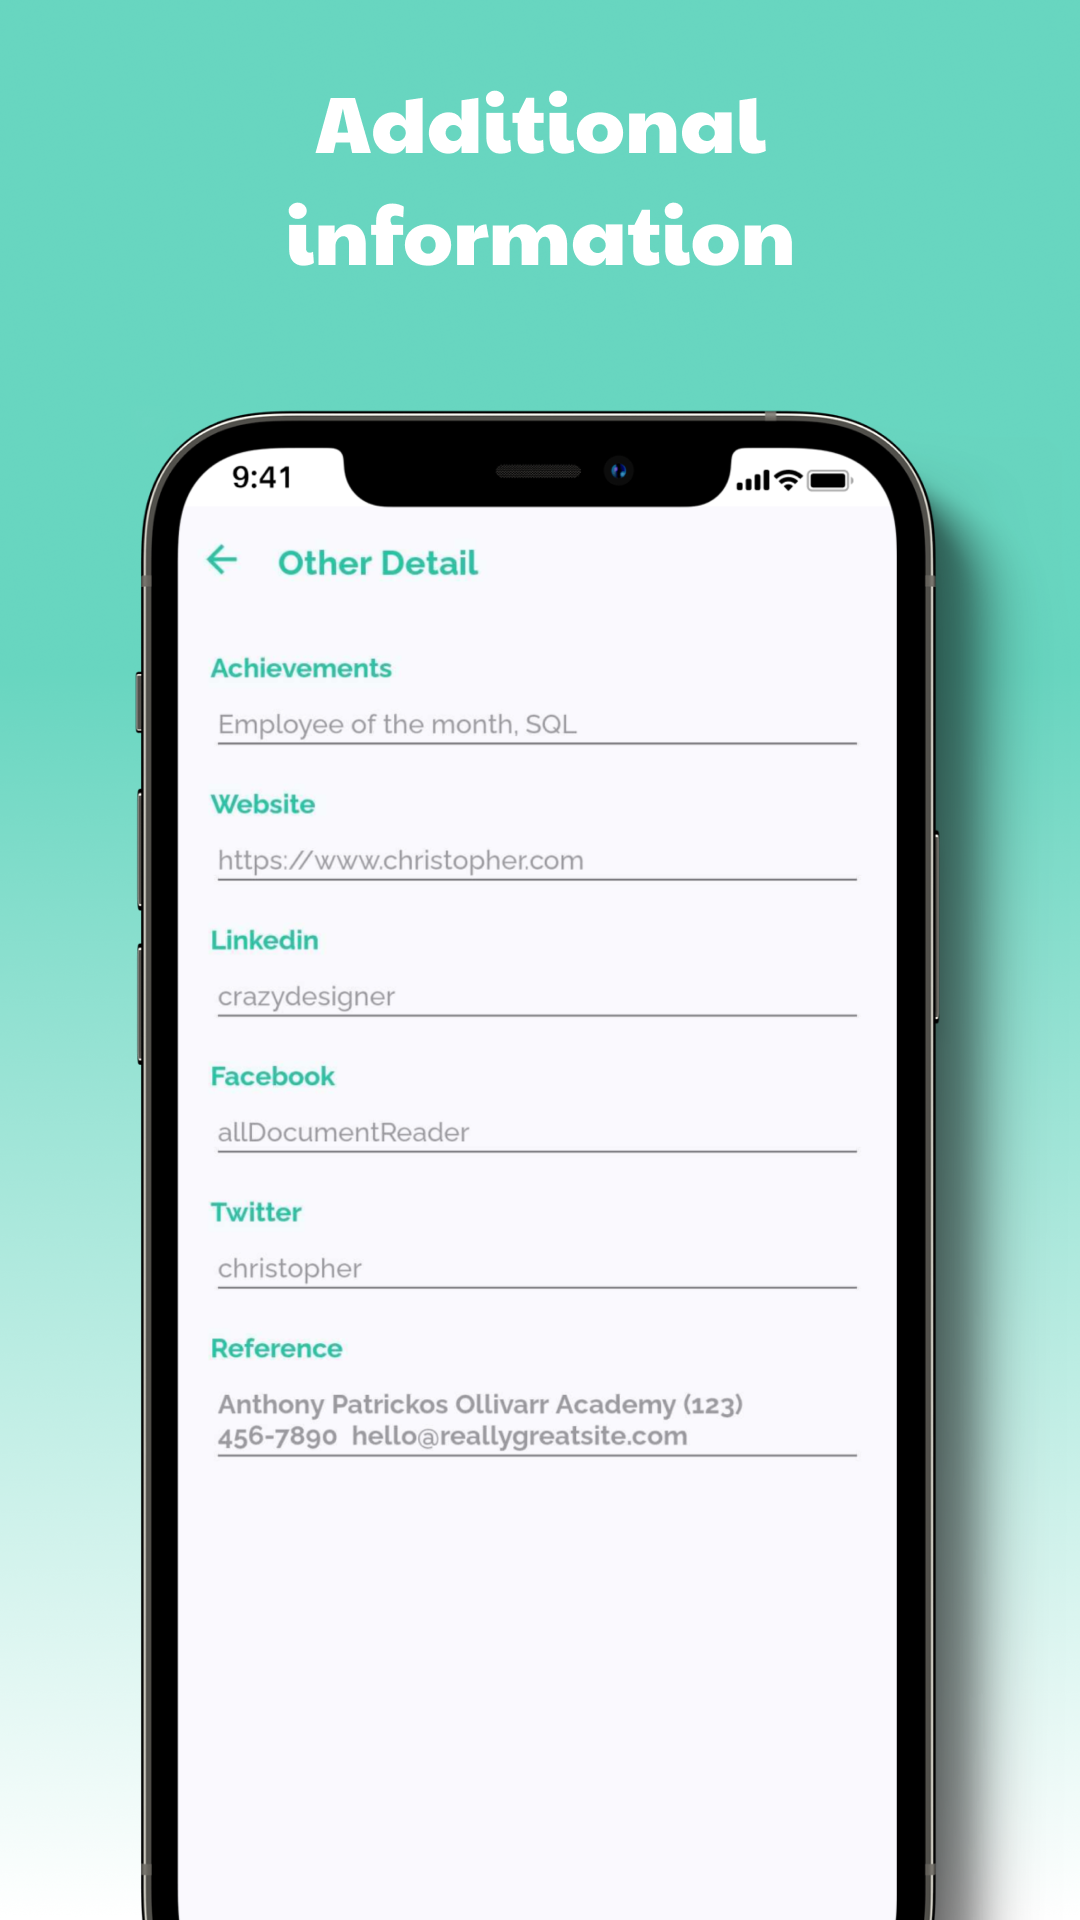 Additional
information
9:41
Other Detail
Achievements
Employee of the month, SQL
Website
https://www.christopher.com
Linkedin
crazydesigner
Facebook
allDocumentReader
Twitter
christopher
Reference
Anthony Patrickos Ollivarr Academy (123)
456-7890 hello@reallygreatsite.com